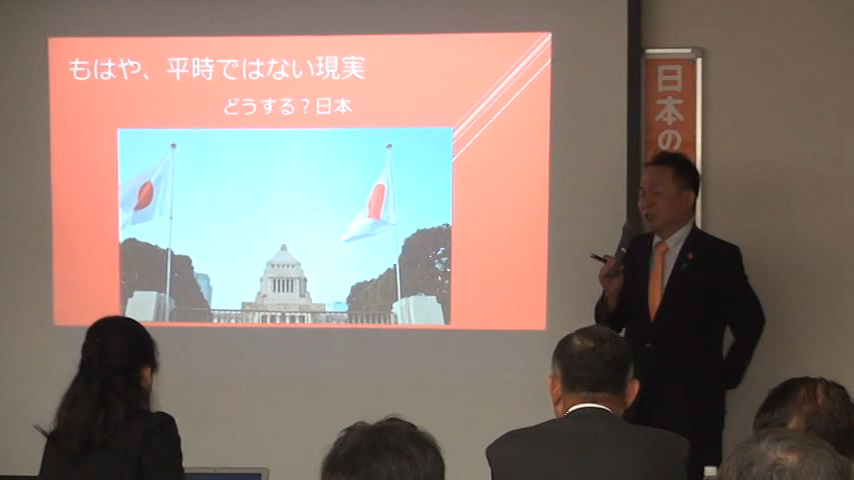 もはや、平時ではない現実
どうする？日本
日本の